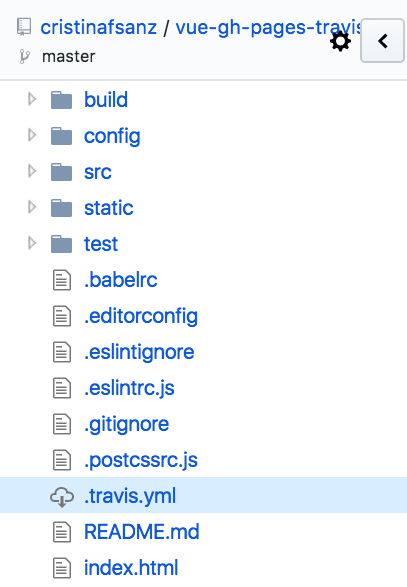 cristinafsanz / vue-gh-pages-travis
master
build
config
src
static
test
.babelrc
.editorconfig
.eslintignore
.eslintrc.js
.gitignore
.postcssrc.js
.travis.yml
README.md
index.html